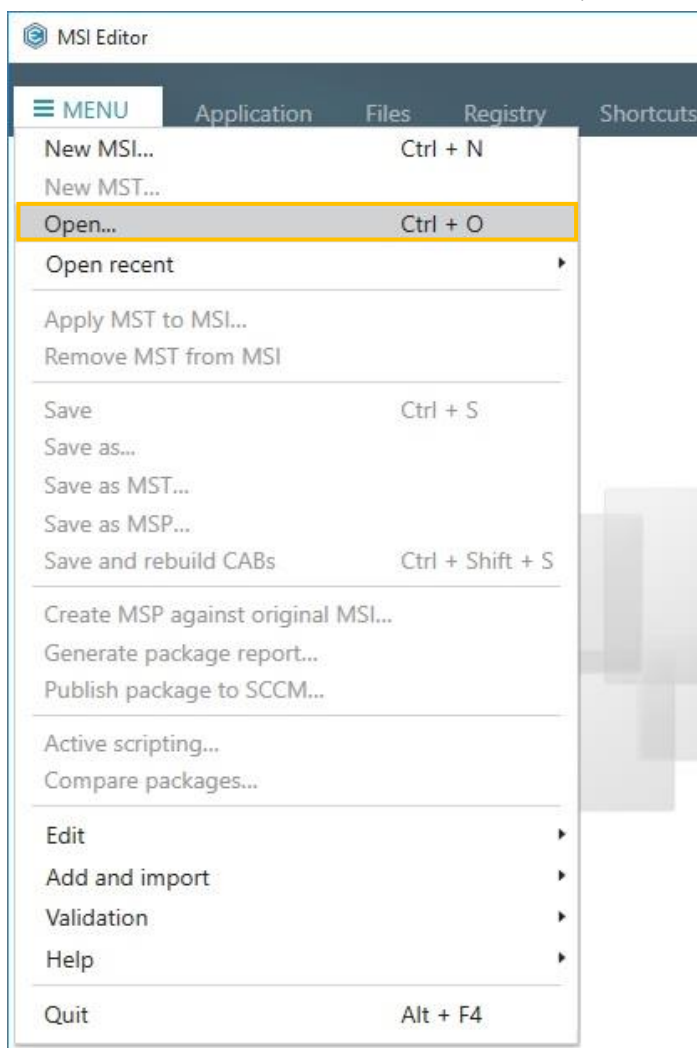 MSI Editor
MENU Application Files Registry Shortcuts
New MSI... Ctrl + N
New MST...
Open... Ctrl + O
Open recent
Apply MST to MSI...
Remove MST from MSI
Save Ctrl + S
Save as...
Save as MST...
Save as MSP...
Save and rebuild CABs Ctrl + Shift + S
Create MSP against original MSI...
Generate package report...
Publish package to SCCM...
Active scripting...
Compare packages...
Edit
Add and import
Validation
Help
Quit Alt + F4